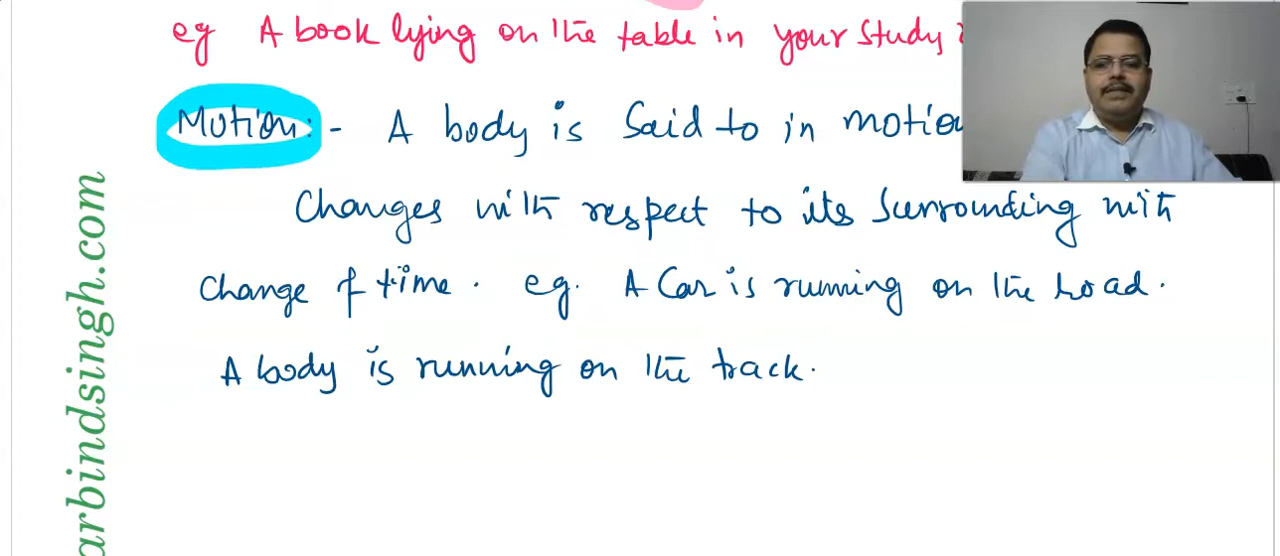 eg A book lying on the table in your study
Motion:- A body is said to in motion
Changes with respect to its surrounding with
change of time. eg. A Car is running on the road.
A body is running on the track.
arbindsingh.com